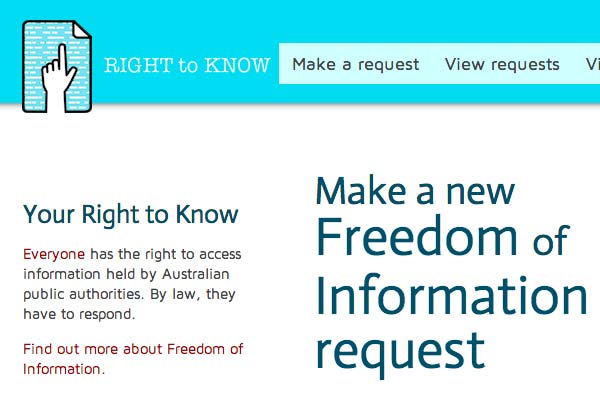 RIGHT to KNOW
Make a request View requests Vi
Your Right to Know
Everyone has the right to access
information held by Australian
public authorities. By law, they
have to respond.
Find out more about Freedom of
Information.
Make a new
Freedom of
Information
request